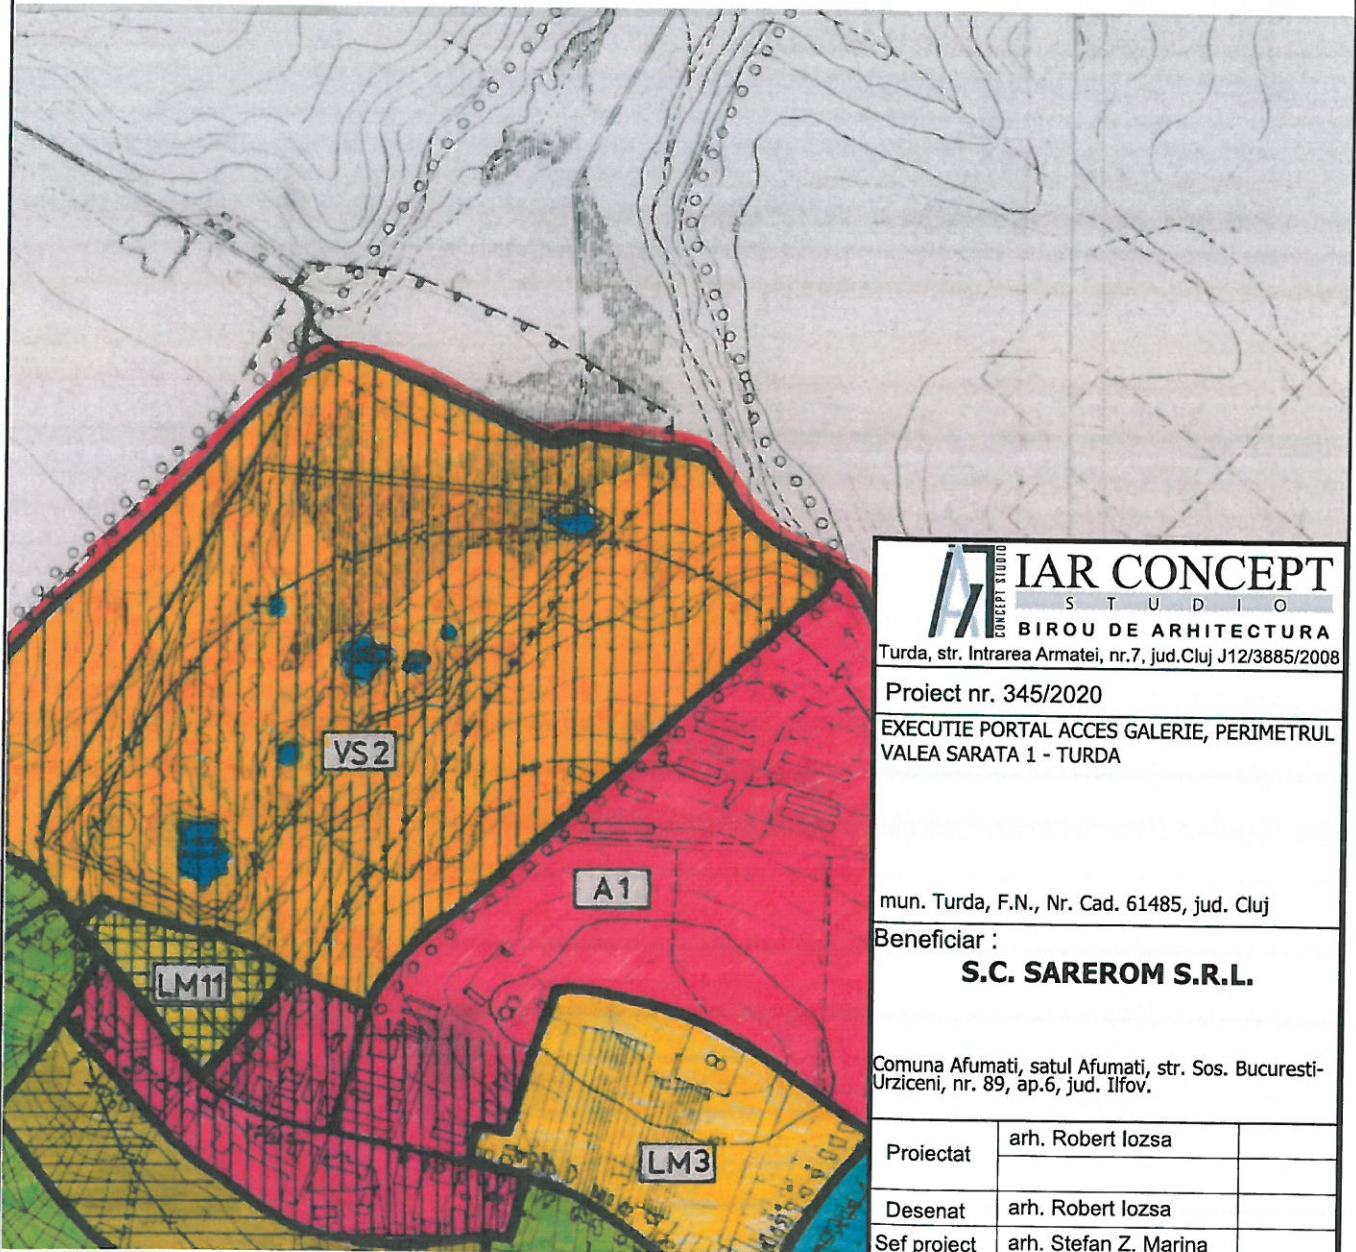 VS2
A1
LM11
LM3
CONCEPT STUDIO
IAR CONCEPT
STUDIO
BIROU DE ARHITECTURA
Turda, str. Intrarea Armatei, nr.7, jud.Cluj J12/3885/2008
Proiect nr. 345/2020
EXECUTIE PORTAL ACCES GALERIE, PERIMETRUL
VALEA SARATA 1 - TURDA
mun. Turda, F.N., Nr. Cad. 61485, jud. Cluj
Beneficiar :
S.C. SAREROM S.R.L.
Comuna Afumati, satul Afumati, str. Sos. Bucuresti-
Urziceni, nr. 89, ap.6, jud. Ilfov.
Proiectat arh. Robert Iozsa
Desenat arh. Robert Iozsa
Sef project arh. Stefan Z. Marina